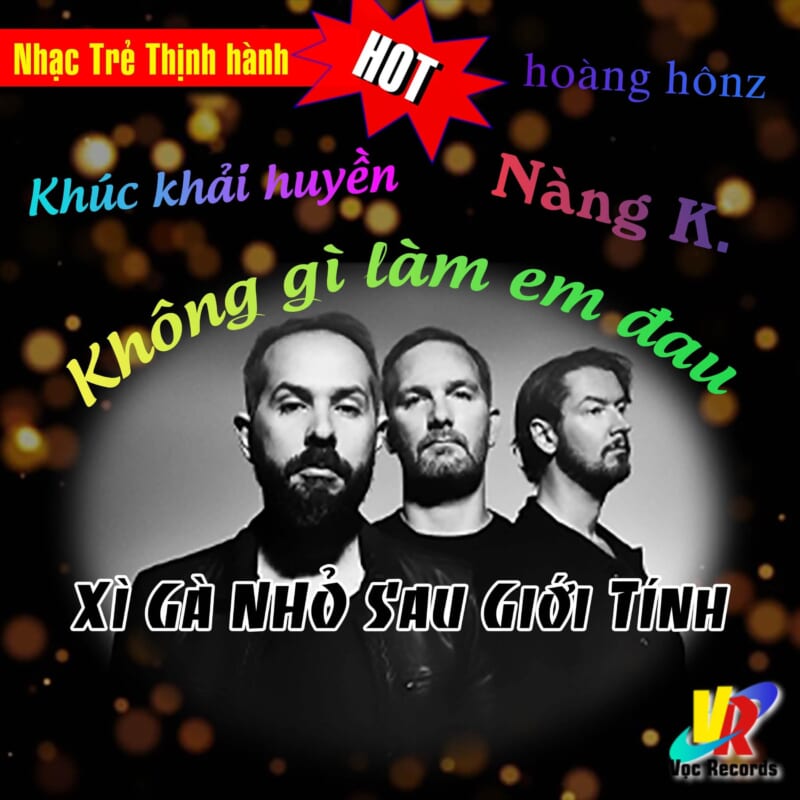 Nhạc Trẻ Thịnh hành
HOT
hoàng hônz
Khúc khải huyền
Nàng K.
Không gì làm em đau
Xì Gà Nhỏ Sau Giới Tính
VR
Vọc Records